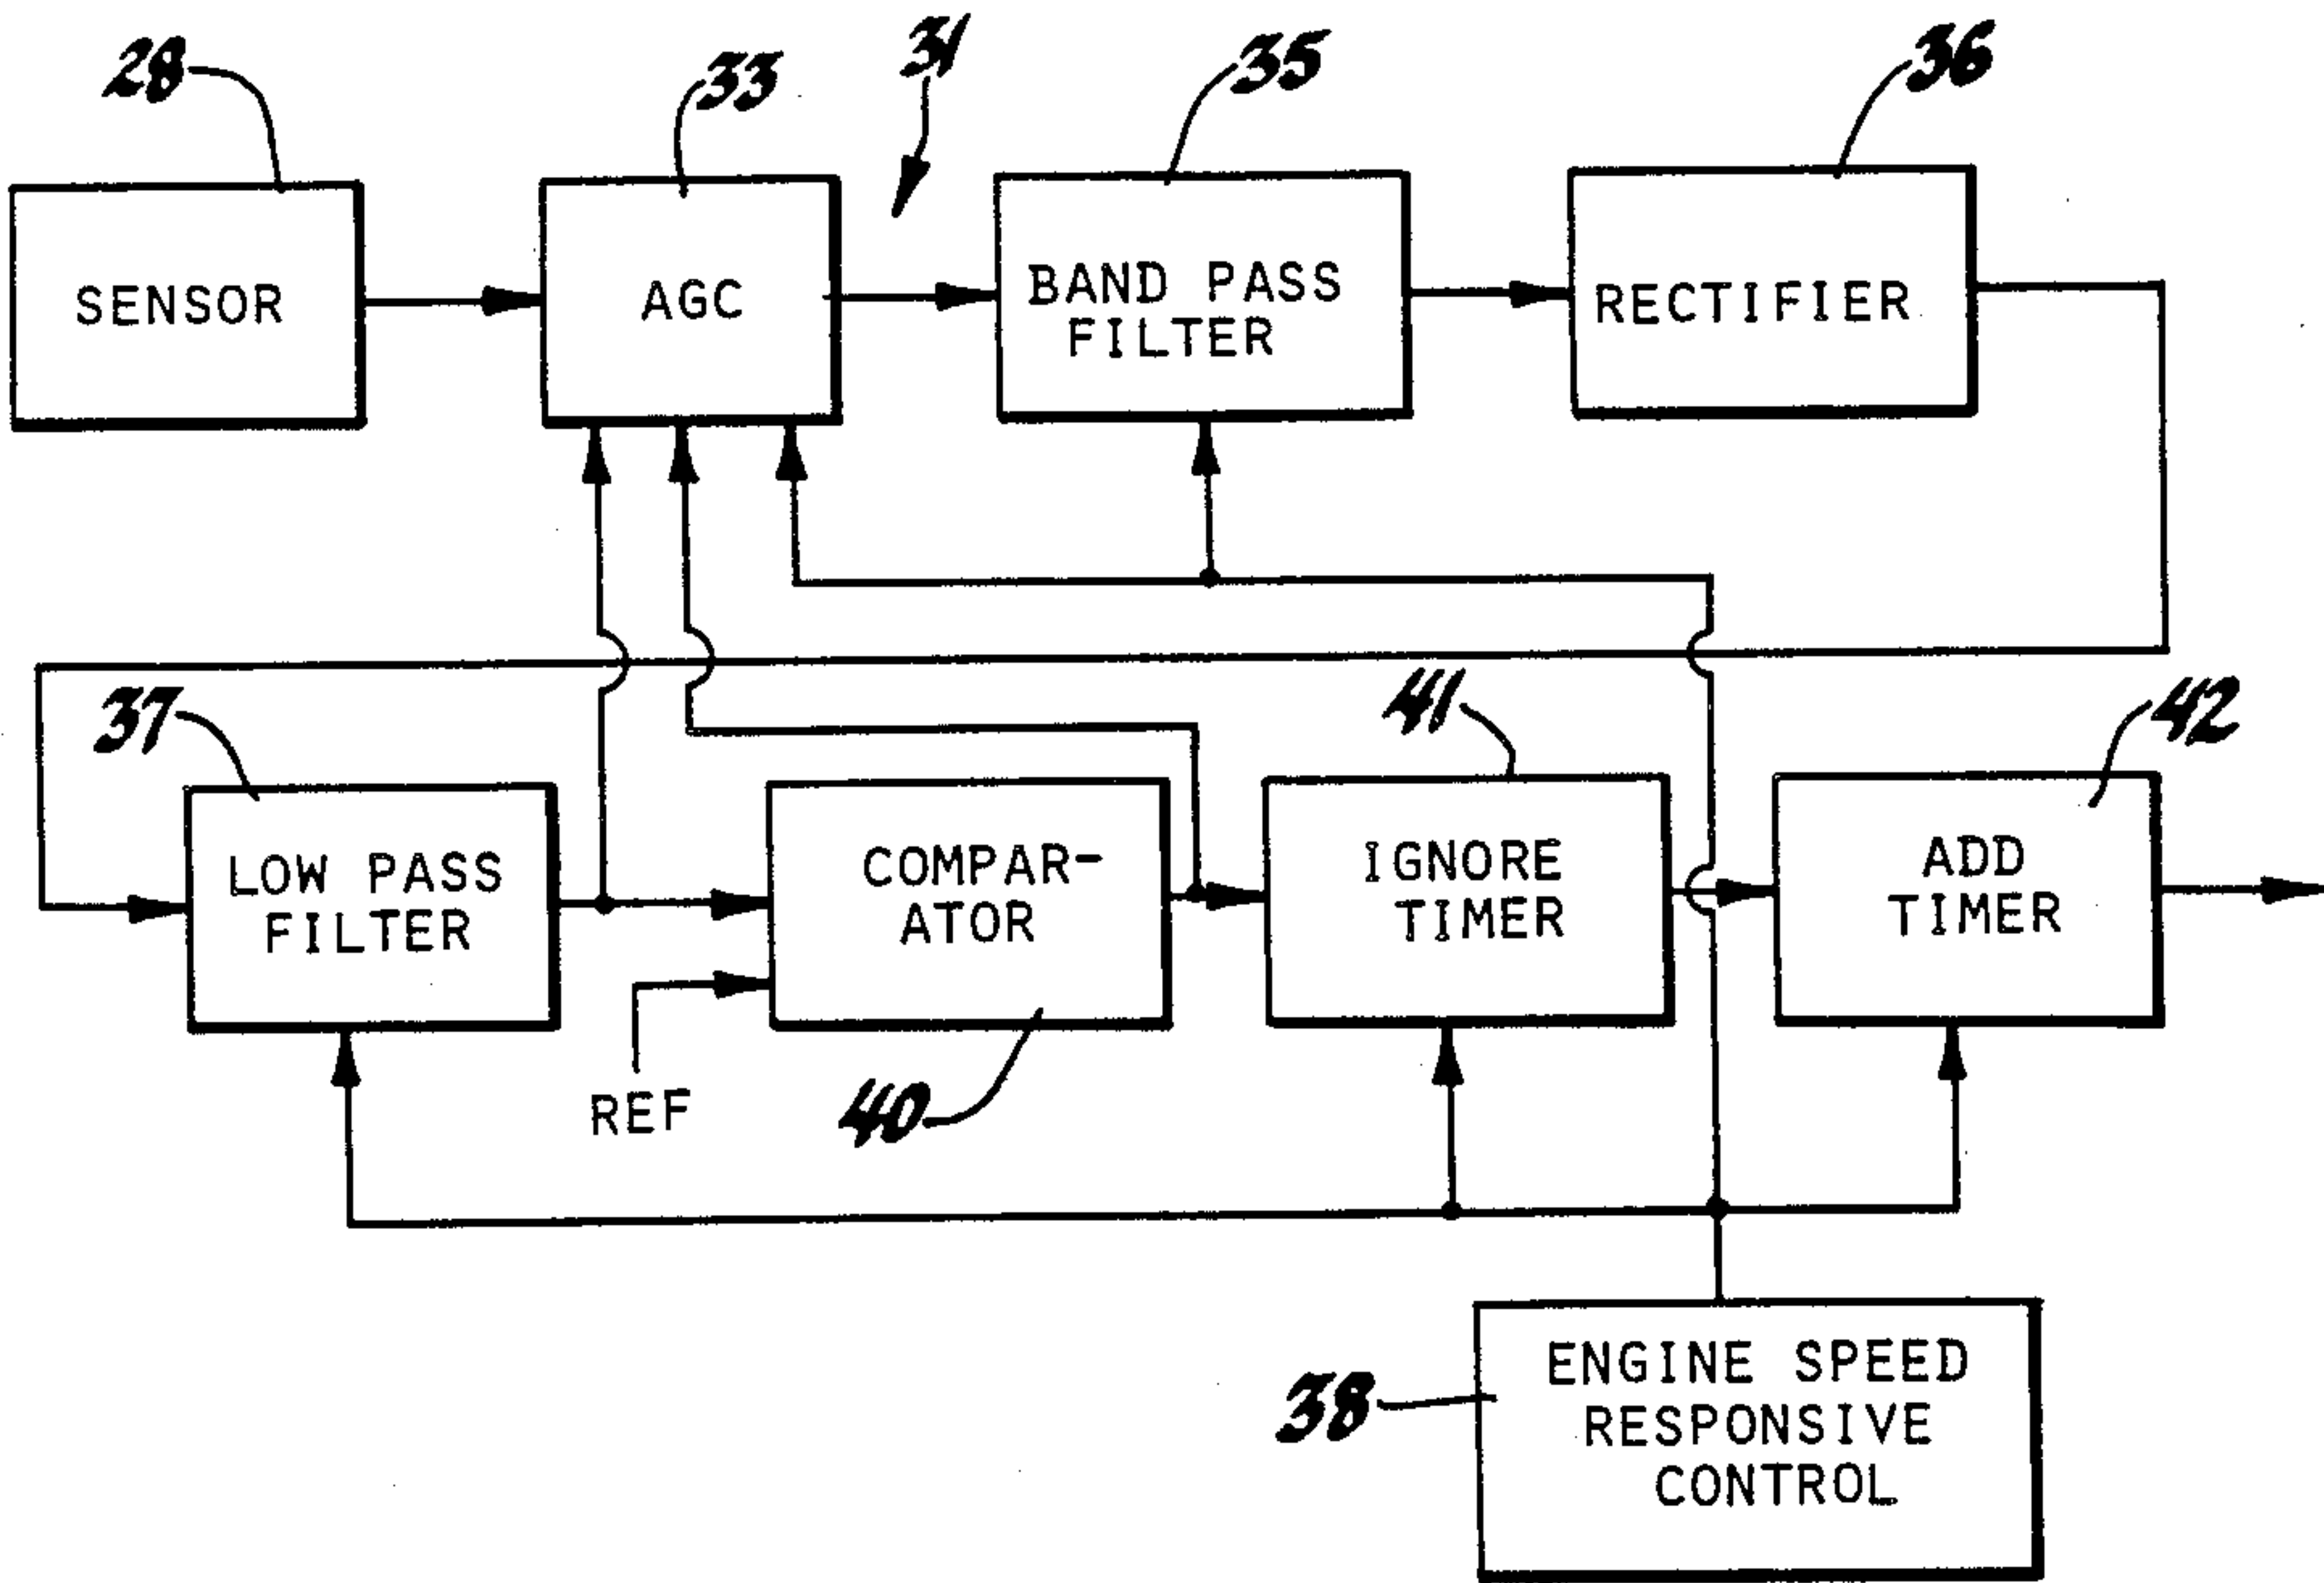 28
33
31
35
36
SENSOR
AGC
BAND PASS
FILTER
RECTIFIER
37
41
42
LOW PASS
FILTER
COMPAR-
ATOR
IGNORE
TIMER
ADD
TIMER
REF
40
38
ENGINE SPEED
RESPONSIVE
CONTROL